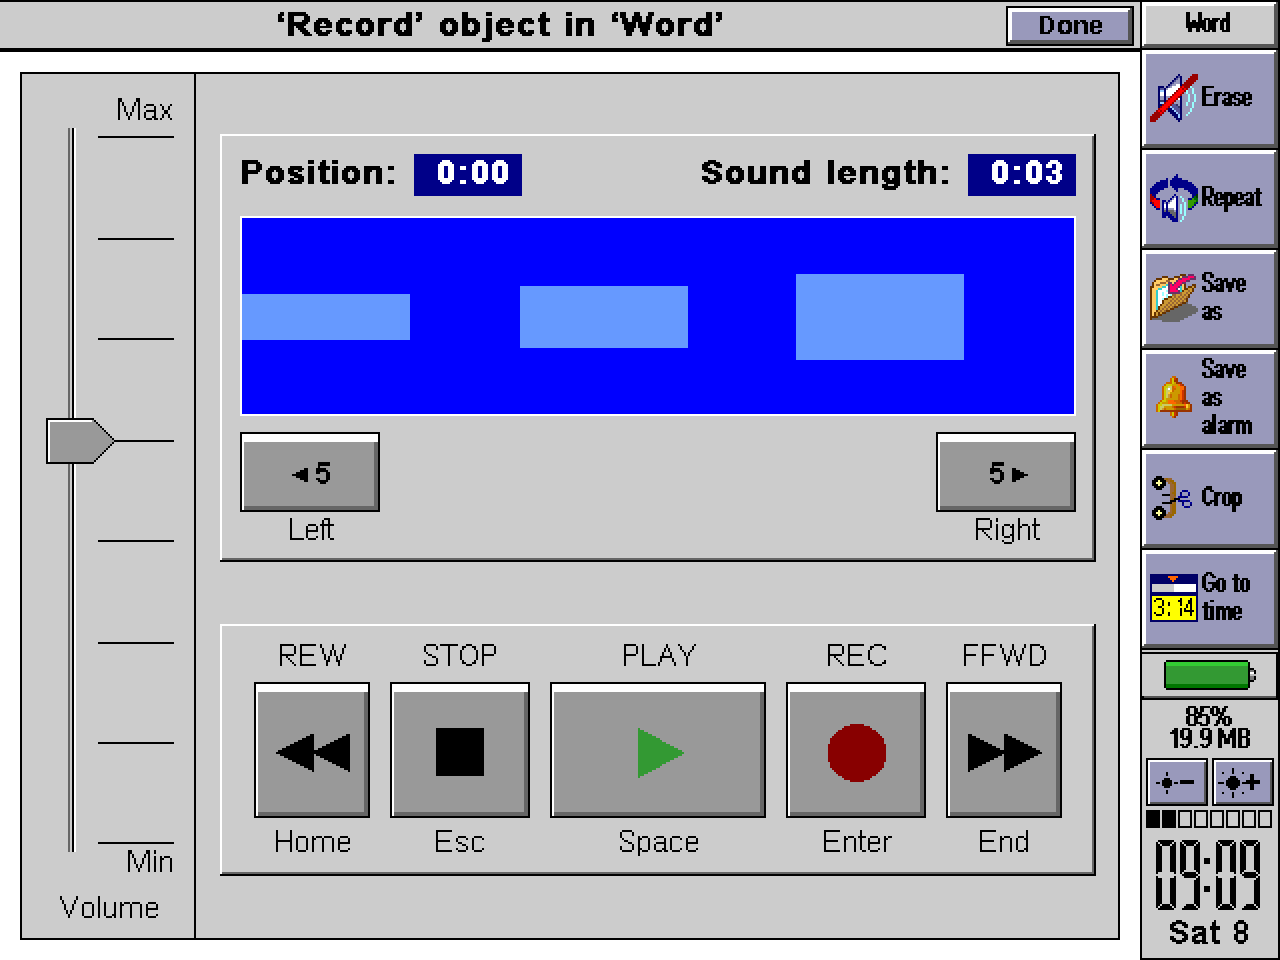 ‘Record’ object in ‘Word’
Done
Word
Max
Min
Volume
Position: 0:00
Sound length: 0:03
◄5
Left
5►
Right
REW
STOP
PLAY
REC
FFWD
Home
Esc
Space
Enter
End
Erase
Repeat
Save
as
Save
as
alarm
Crop
3:14
Go to
time
85%
19.9 MB
-
+
09:09
Sat 8